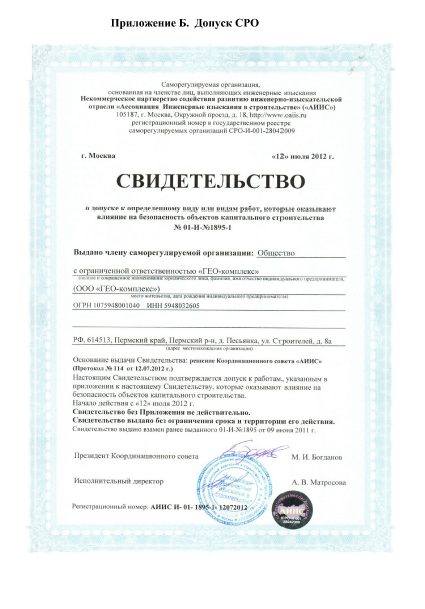 Приложение Б. Допуск СРО
Саморегулируемая организация,
основанная на членстве лиц, выполняющих инженерные изыскания
Некоммерческое партнерство содействия развитию инженерно-изыскательской
отрасли «Ассоциация Инженерные изыскания в строительстве» («АИИС»)
105187, г. Москва, Окружной проезд, д. 18, http://www.oaiis.ru
регистрационный номер в государственном реестре
саморегулируемых организаций СРО-И-001-28042009
г. Москва «12» июля 2012 г.
СВИДЕТЕЛЬСТВО
о допуске к определенному виду или видам работ, которые оказывают
влияние на безопасность объектов капитального строительства
№ 01-И-№1895-1
Выдано члену саморегулируемой организации: Общество
с ограниченной ответственностью «ГЕО-комплекс»
полное и сокращенное наименование юридического лица, фамилия, имя отчество индивидуального предпринимателя,
(ООО «ГЕО-комплекс»)
место жительства, дата рождения индивидуального предпринимателя)
ОГРН 1075948001040 ИНН 5948032605
РФ, 614513, Пермский край, Пермский р-н, д. Песьянка, ул. Строителей, д. 8а
(адрес местонахождения организации)
Основание выдачи Свидетельства: решение Координационного совета «АИИС»
(Протокол № 114 от 12.07.2012 г.)
Настоящим Свидетельством подтверждается допуск к работам, указанным в
приложении к настоящему Свидетельству, которые оказывают влияние на
безопасность объектов капитального строительства.
Начало действия с «12» июля 2012 г.
Свидетельство без Приложения не действительно.
Свидетельство выдано без ограничения срока и территории его действия.
Свидетельство выдано взамен ранее выданного 01-И-№1895 от 09 июня 2011 г.
Президент Координационного совета М. И. Богданов
Исполнительный директор А. В. Матросова
АИИС
Регистрационный номер: АИИС И- 01- 1895-1- 12072012